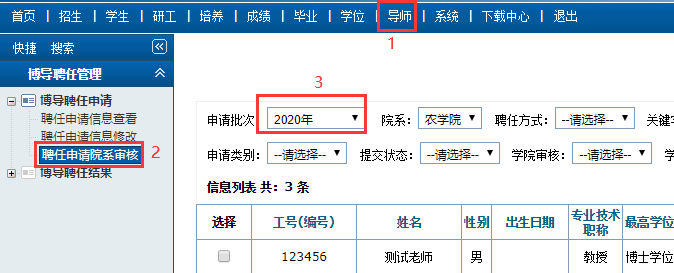 首页 | 招生 | 学生 | 研工 | 培养 | 成绩 | 毕业 | 学位 | 导师 | 系统 | 下载中心 | 退出
1
快捷 搜索
博导聘任管理
博导聘任申请
聘任申请信息查看
聘任申请信息修改
聘任申请院系审核 2
博导聘任结果
3
申请批次: 2020年 院系: 农学院 聘任方式: --请选择-- 关键字
申请类别: --请选择-- 提交状态: --请选择-- 学院审核: --请选择-- 学
信息列表 共: 3 条
选择 工号(编号) 姓名 性别 出生日期 专业技术职称 最高学位
123456 测试老师 男 教授 博士学位